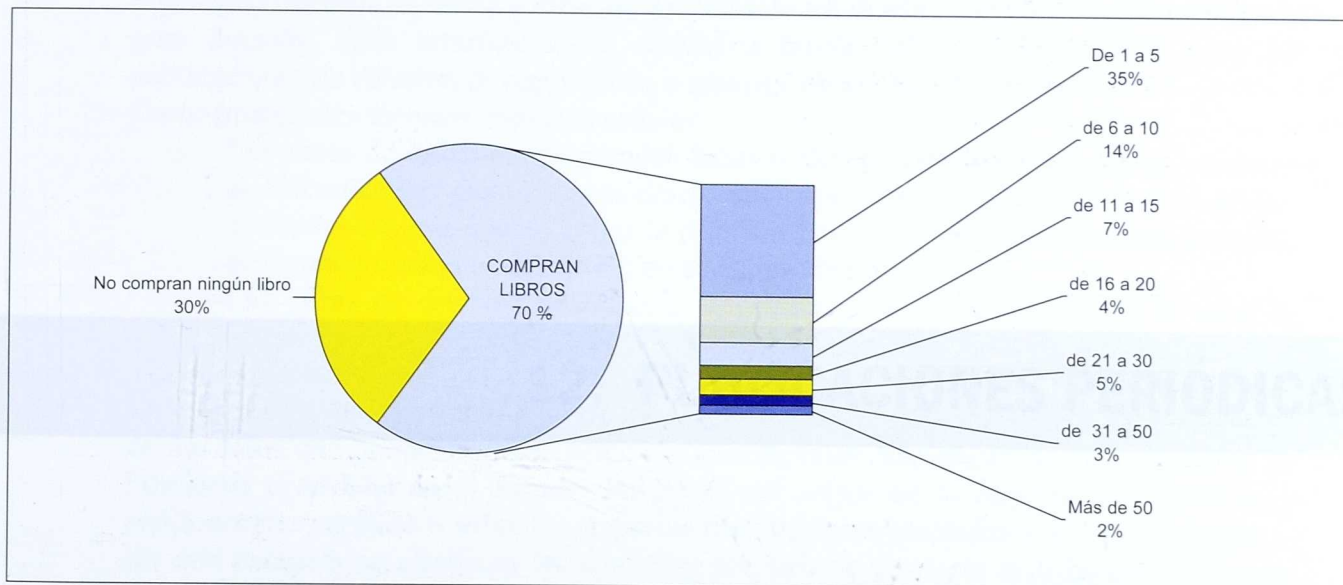 No compran ningún libro
30%
COMPRAN
LIBROS
70 %
De 1 a 5
35%
de 6 a 10
14%
de 11 a 15
7%
de 16 a 20
4%
de 21 a 30
5%
de 31 a 50
3%
Más de 50
2%